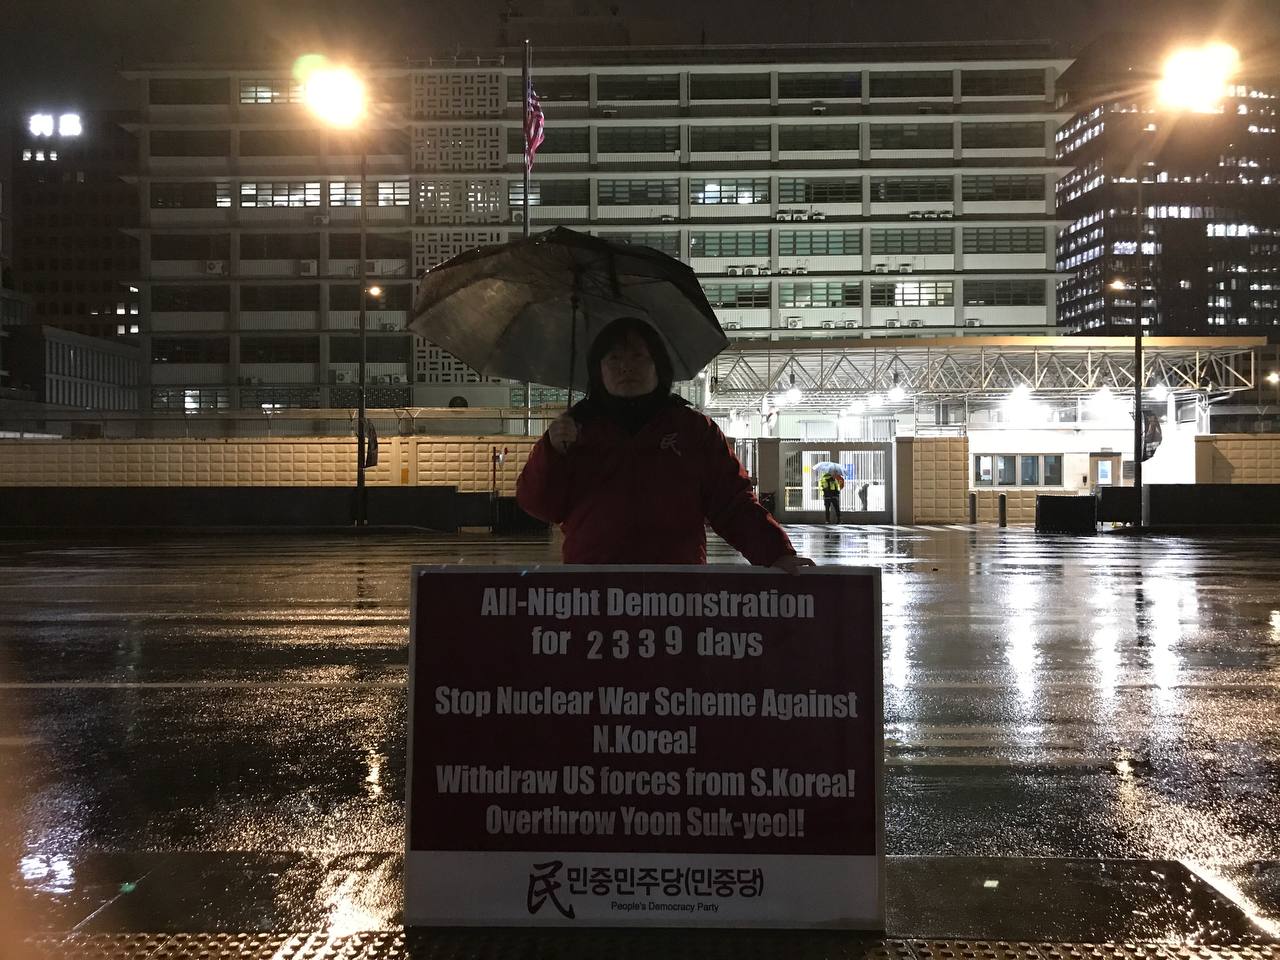 民
All-Night Demonstration
for 2339 days
Stop Nuclear War Scheme Against
N.Korea!
Withdraw US forces from S.Korea!
Overthrow Yoon Suk-yeol!
民 민중민주당(민중당)
People's Democracy Party